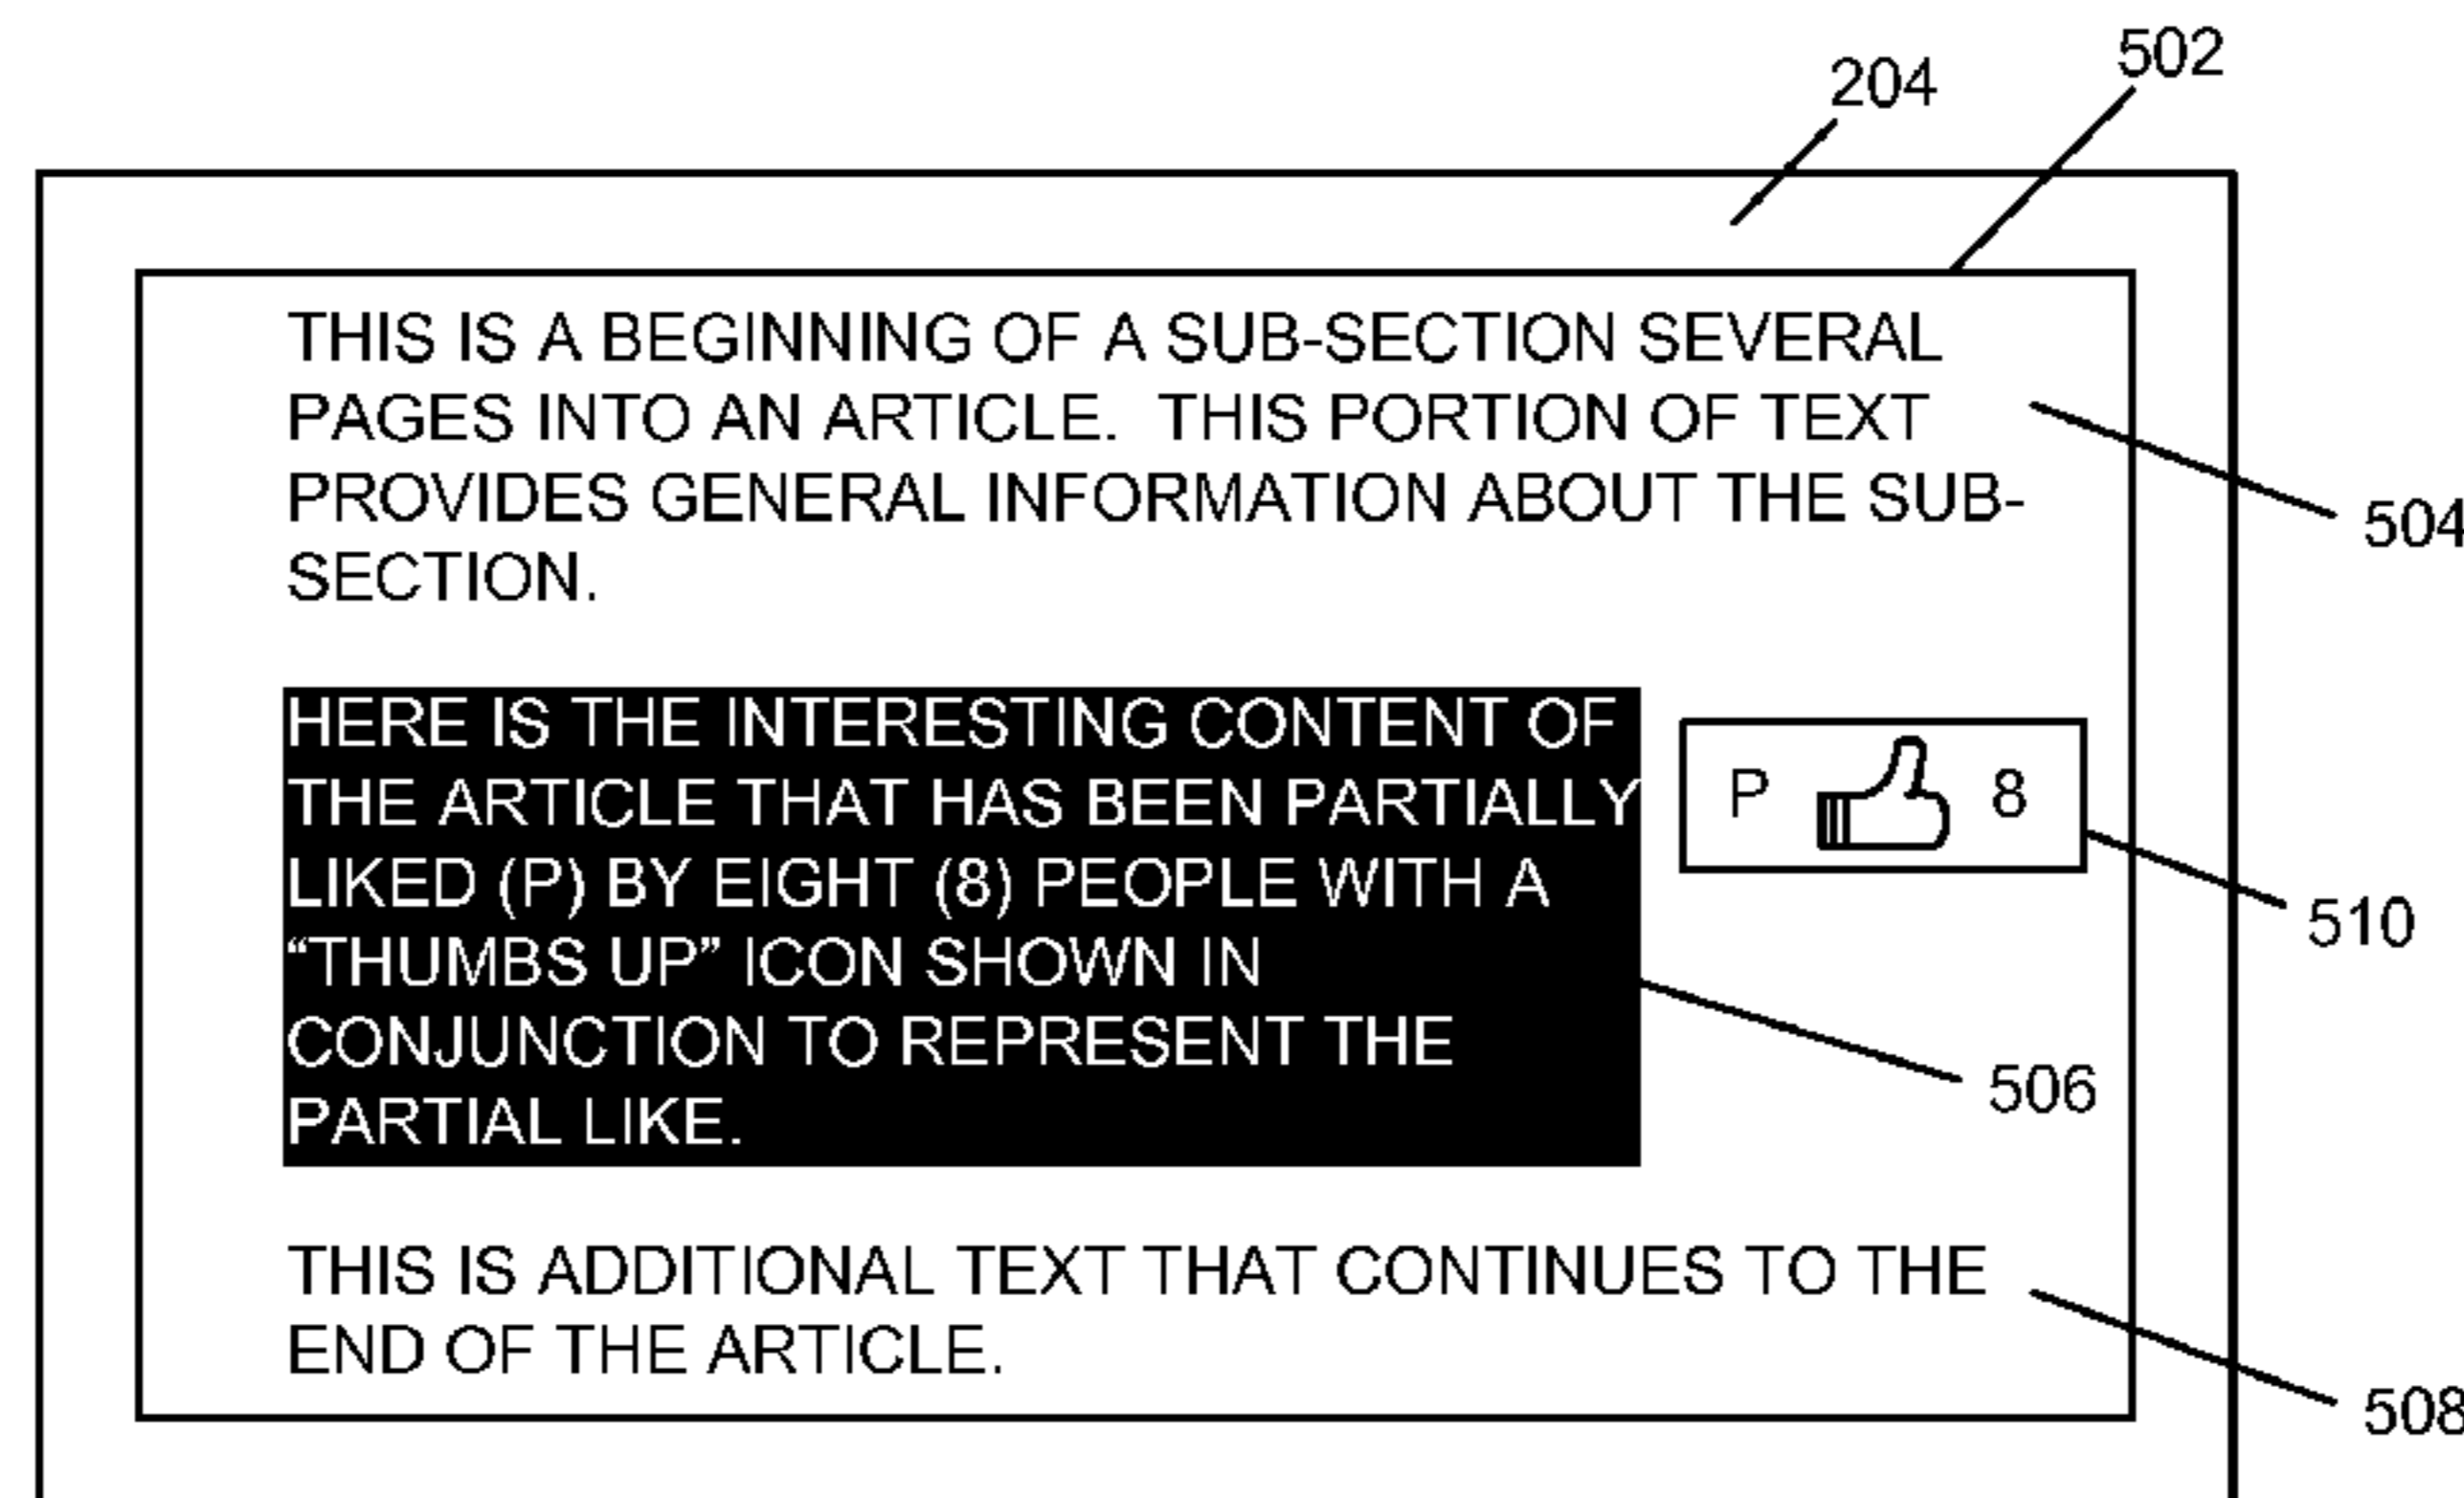 502
204
THIS IS A BEGINNING OF A SUB-SECTION SEVERAL
PAGES INTO AN ARTICLE.  THIS PORTION OF TEXT
PROVIDES GENERAL INFORMATION ABOUT THE SUB-
SECTION.
504
HERE IS THE INTERESTING CONTENT OF
THE ARTICLE THAT HAS BEEN PARTIALLY
LIKED (P) BY EIGHT (8) PEOPLE WITH A
“THUMBS UP” ICON SHOWN IN
CONJUNCTION TO REPRESENT THE
PARTIAL LIKE.
P 8
510
506
THIS IS ADDITIONAL TEXT THAT CONTINUES TO THE
END OF THE ARTICLE.
508